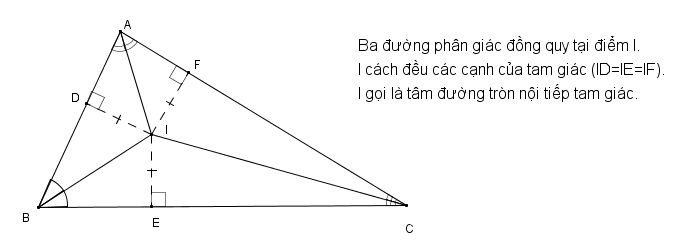 A
F
Ba đường phân giác đồng quy tại điểm I.
I cách đều các cạnh của tam giác (ID=IE=IF).
I gọi là tâm đường tròn nội tiếp tam giác.
D
I
B
E
C